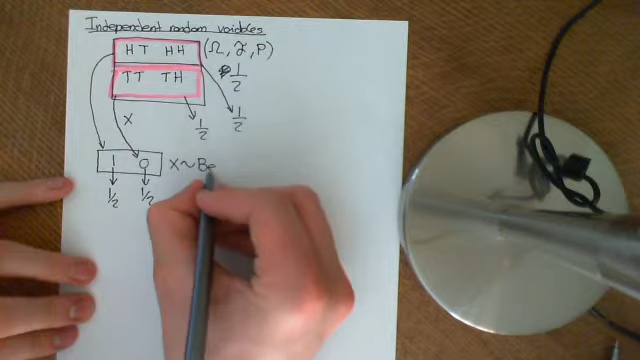 Independent random variables
HT HH (Ω, ℱ, P)
TT TH 1/2
X 1/2 1/2
1 0 X~Be
1/2 1/2